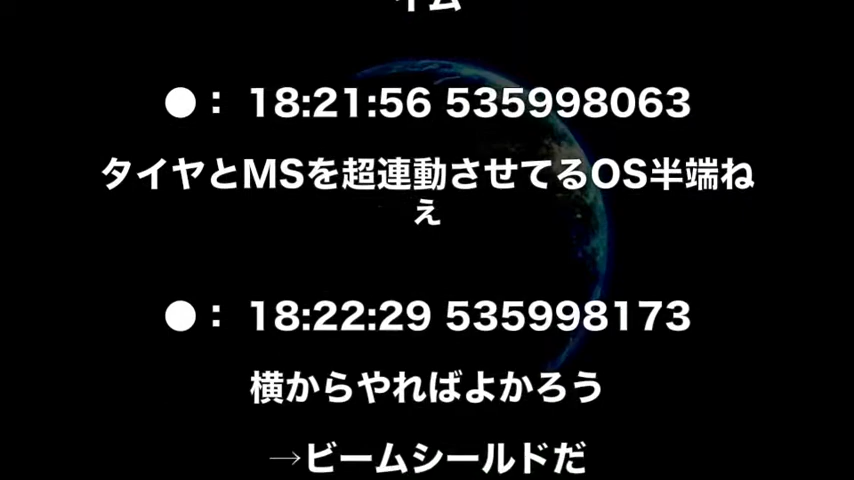 イム
●： 18:21:56 535998063
タイヤとMSを超連動させてるOS半端ね
ぇ
●： 18:22:29 535998173
横からやればよかろう
→ビームシールドだ